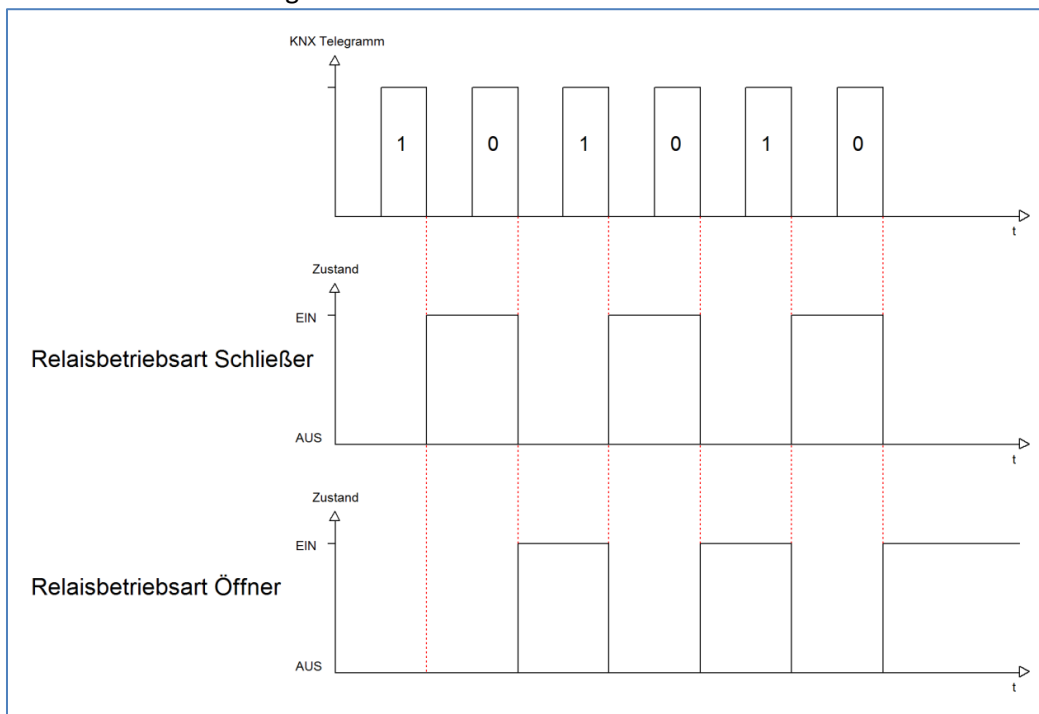 KNX Telegramm
1 0 1 0 1 0
t
Zustand
EIN
Relaisbetriebsart Schließer
AUS
t
Zustand
EIN
Relaisbetriebsart Öffner
AUS
t